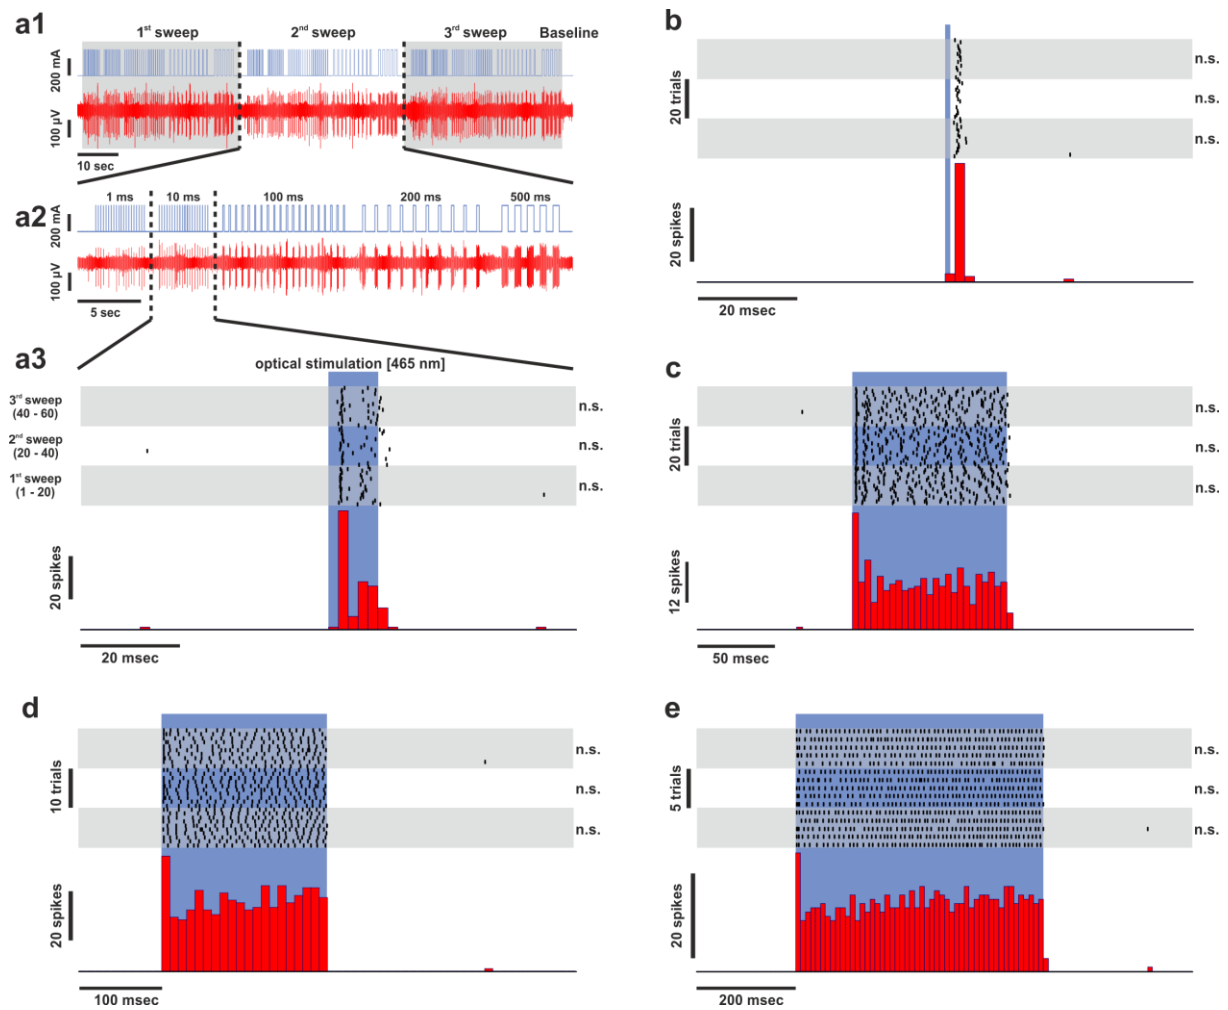 a1
1st sweep 2nd sweep 3rd sweep Baseline
200 mA
100 µV
10 sec
a2
1 ms 10 ms 100 ms 200 ms 500 ms
200 mA
100 µV
5 sec
a3
optical stimulation [465 nm]
3rd sweep
(40 - 60)
n.s.
2nd sweep
(20 - 40)
n.s.
1st sweep
(1 - 20)
n.s.
20 spikes
20 msec
b
n.s.
20 trials
n.s.
n.s.
20 spikes
20 msec
c
n.s.
20 trials
n.s.
n.s.
12 spikes
50 msec
d
n.s.
10 trials
n.s.
n.s.
20 spikes
100 msec
e
n.s.
5 trials
n.s.
n.s.
20 spikes
200 msec